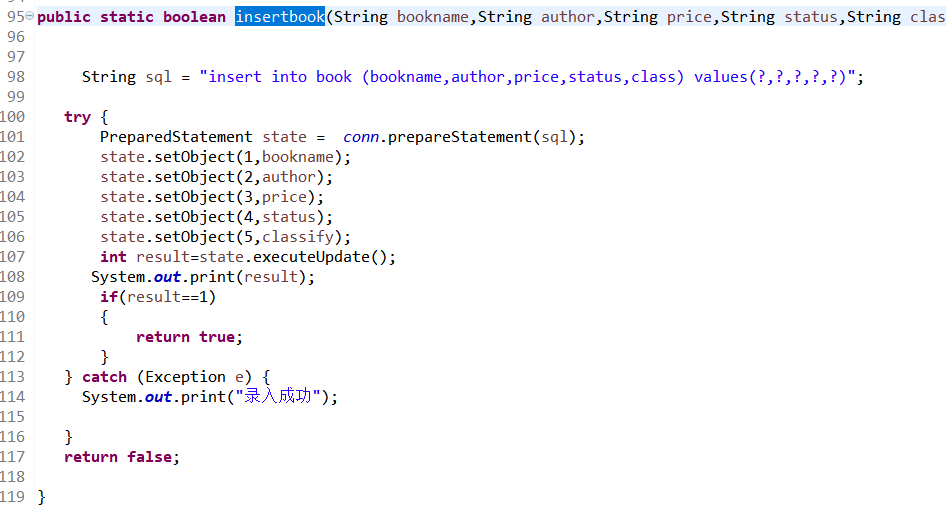 95 public static boolean insertbook(String bookname,String author,String price,String status,String clas
96
97
98 String sql = "insert into book (bookname,author,price,status,class) values(?,?,?,?,?)";
99
100 try {
101 PreparedStatement state =  conn.prepareStatement(sql);
102 state.setObject(1,bookname);
103 state.setObject(2,author);
104 state.setObject(3,price);
105 state.setObject(4,status);
106 state.setObject(5,classify);
107 int result=state.executeUpdate();
108 System.out.print(result);
109 if(result==1)
110 {
111 return true;
112 }
113 } catch (Exception e) {
114 System.out.print("录入成功");
115
116 }
117 return false;
118
119 }